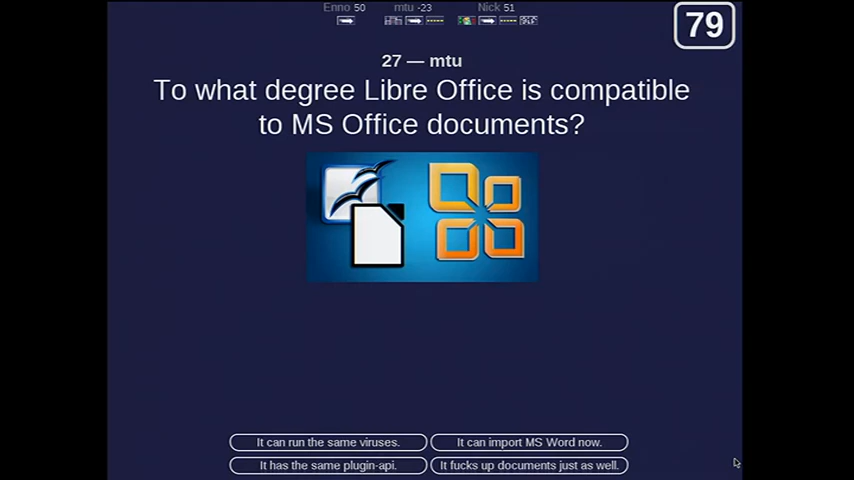 Enno 50 mtu -23 Nick 51
79
27 — mtu
To what degree Libre Office is compatible
to MS Office documents?
It can run the same viruses. It can import MS Word now.
It has the same plugin-api. It fucks up documents just as well.